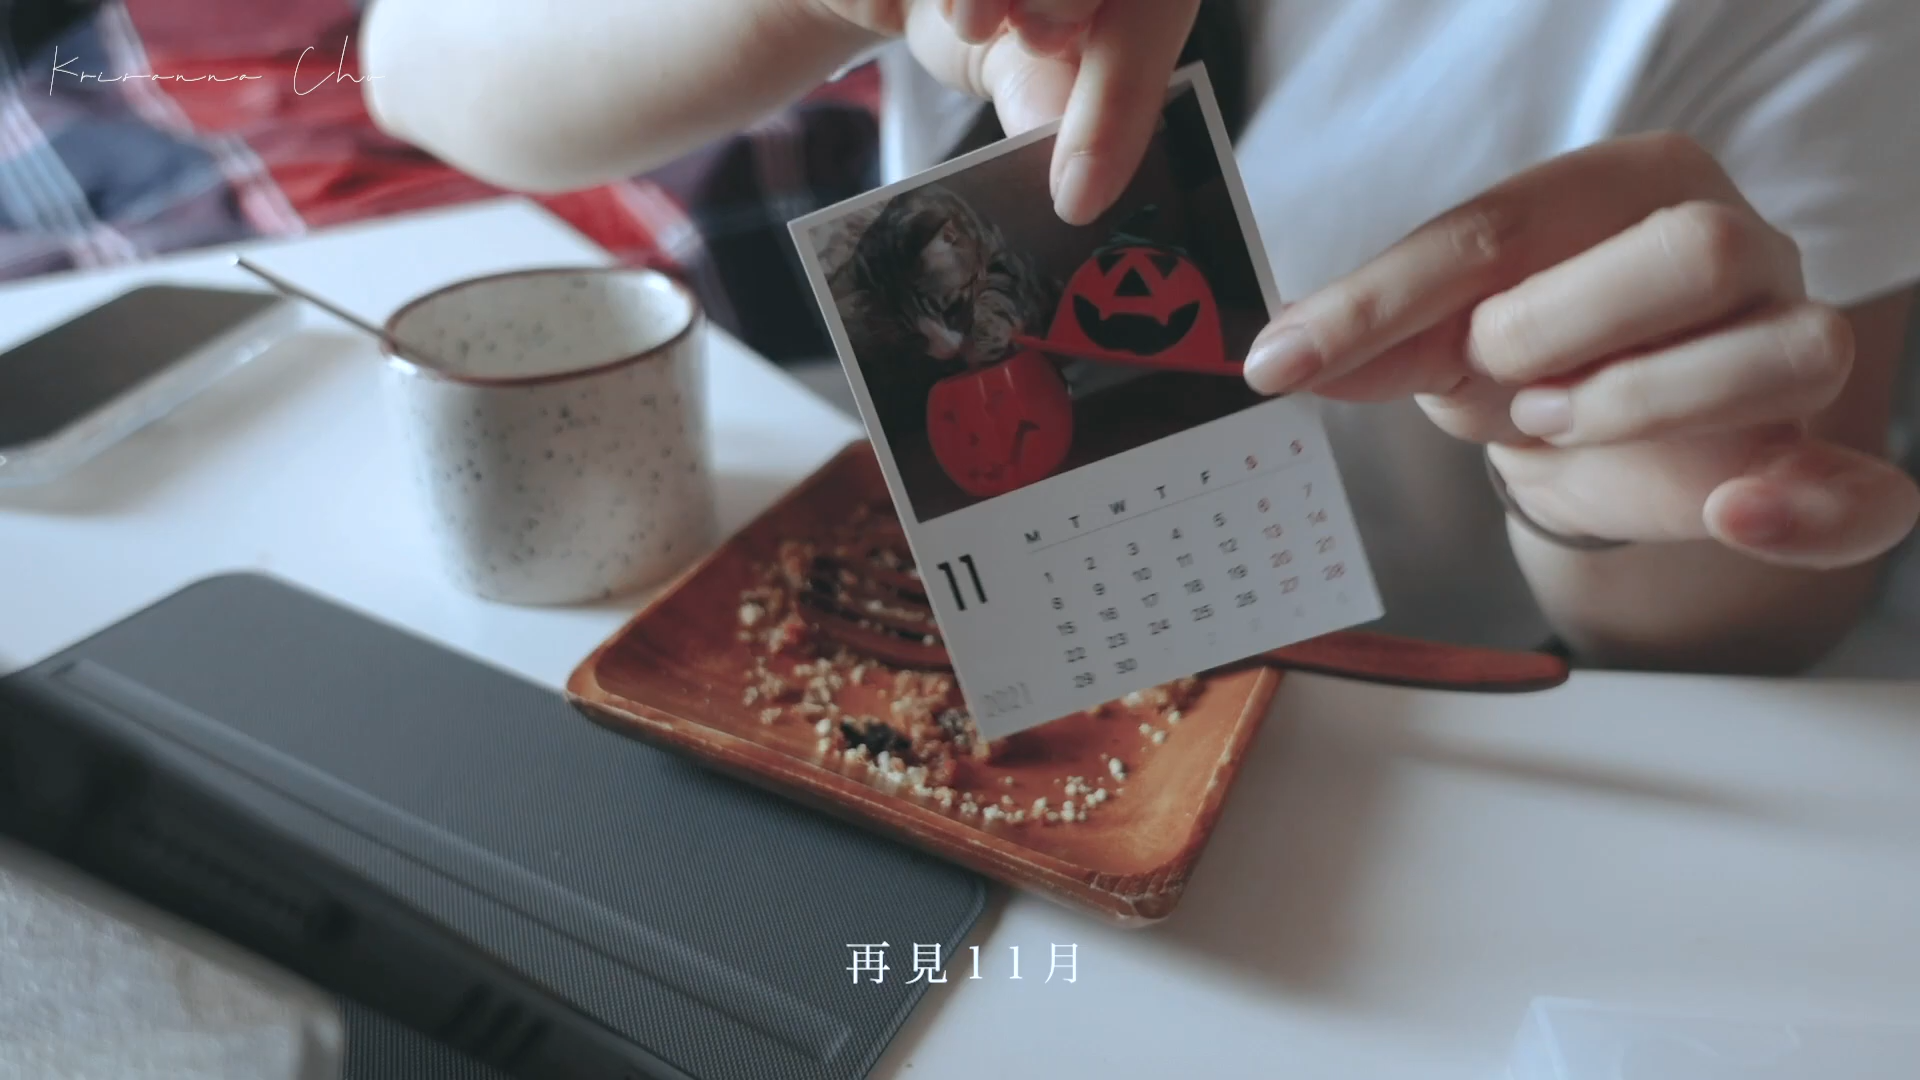 Kriranna Chu
M T W T F S S
11
1 2 3 4 5 6 7
8 9 10 11 12 13 14
15 16 17 18 19 20 21
22 23 24 25 26 27 28
29 30
2021
再見11月